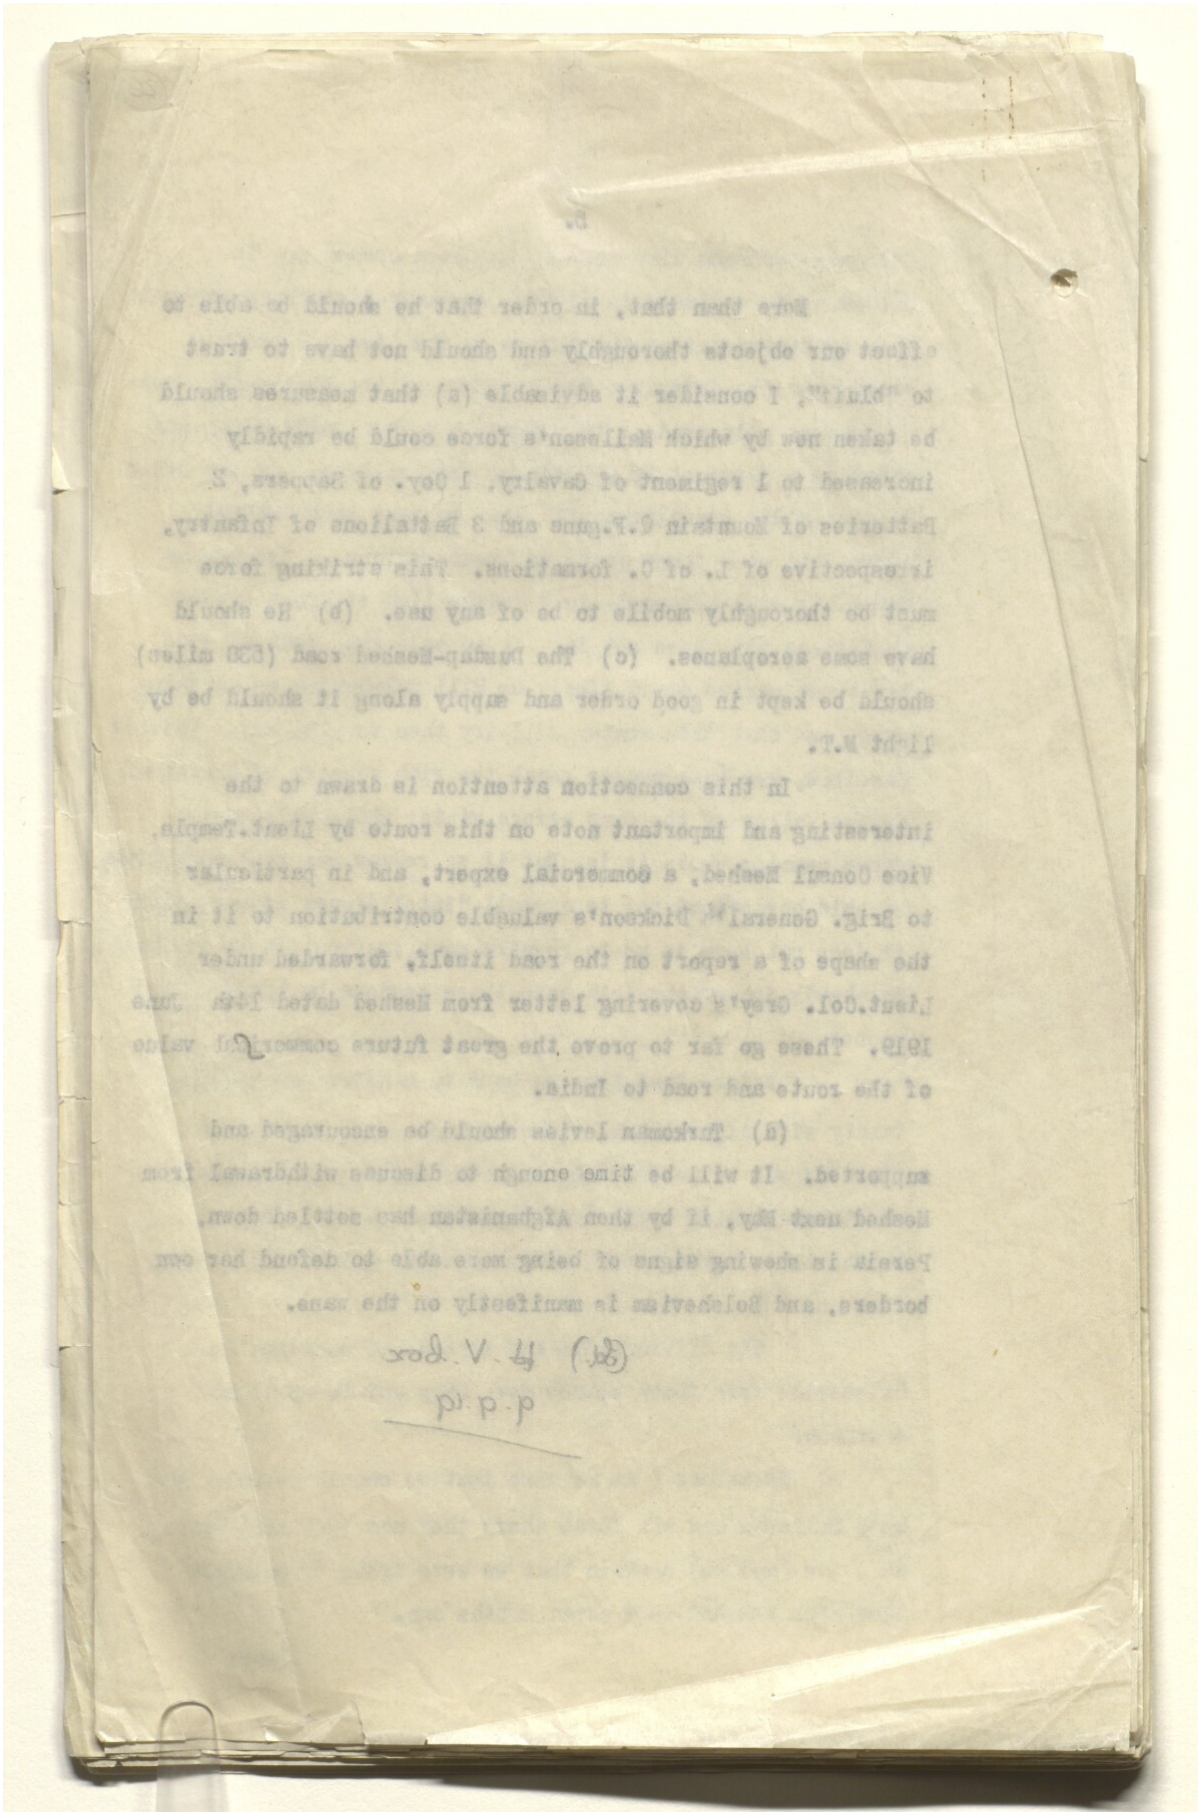 5.
More than that, in order that he should be able to
effect our objects thoroughly and should not have to trust
to "bluff", I consider it advisable (a) that measures should
be taken now by which Malleson's force could be rapidly
increased to 1 regiment of Cavalry, 1 Coy. of Sappers, 2
Batteries of Mountain Q.F.guns and 3 Battalions of Infantry,
irrespective of L. of C. formations. This striking force
must be thoroughly mobile to be of any use. (b) He should
have some aeroplanes. (c) The Duzdap-Meshed road (530 miles)
should be kept in good order and supply along it should be by
light M.T.
In this connection attention is drawn to the
interesting and important note on this route by Lieut.Temple,
Vice Consul Meshed, a Commercial expert, and in particular
to Brig. General Dickson's valuable contribution to it in
the shape of a report on the road itself, forwarded under
Lieut.Col. Grey's covering letter from Meshed dated 14th June
1919. These go far to prove the great future commercial value
of the route and road to India.
(d) Turkoman levies should be encouraged and
supported. It will be time enough to discuss withdrawal from
Meshed next May, if by then Afghanistan has settled down,
Persia is shewing signs of being more able to defend her own
borders, and Bolshevism is manifestly on the wane.
(Sd.) H.V. Cox